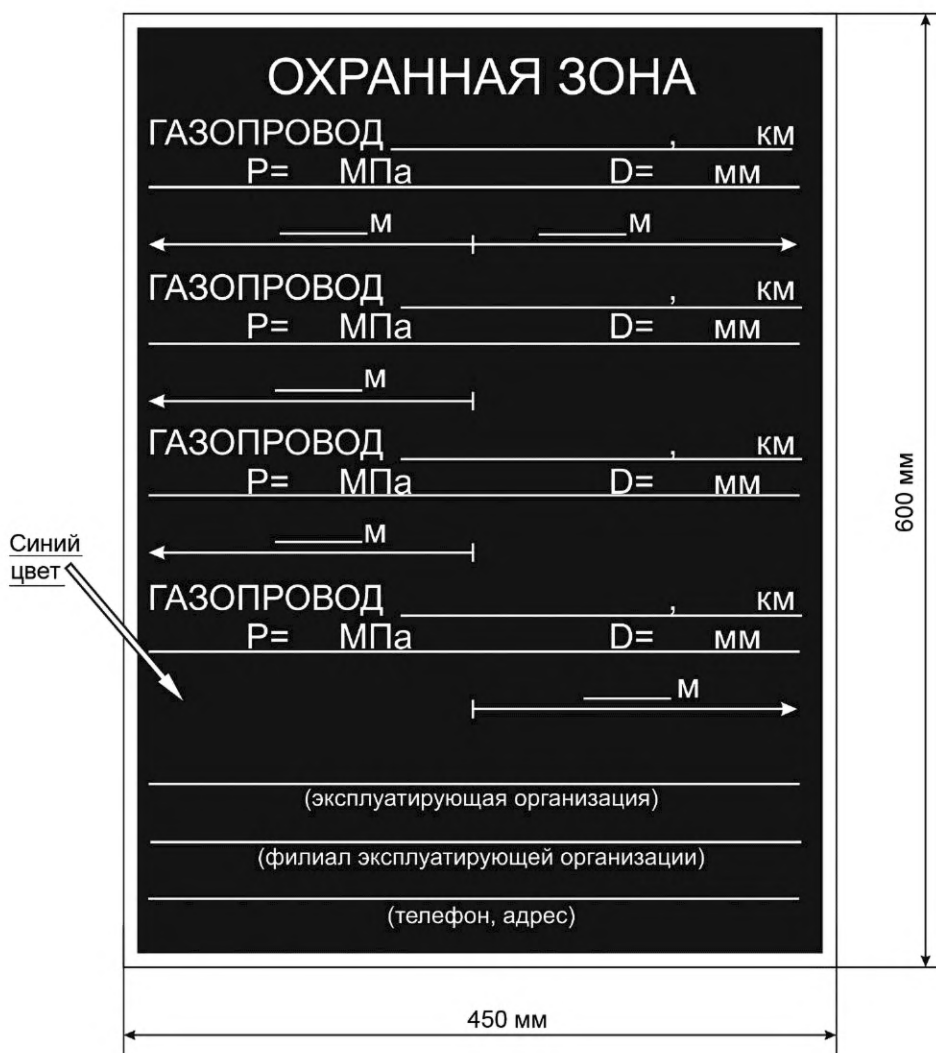 ОХРАННАЯ ЗОНА
ГАЗОПРОВОД , км
P= МПа D= мм
м м
ГАЗОПРОВОД , км
P= МПа D= мм
м
ГАЗОПРОВОД , км
P= МПа D= мм
м
ГАЗОПРОВОД , км
P= МПа D= мм
м
(эксплуатирующая организация)
(филиал эксплуатирующей организации)
(телефон, адрес)
Синий
цвет
600 мм
450 мм